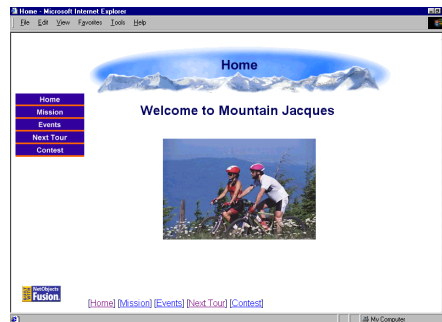 Home - Microsoft Internet Explorer
File Edit View Favorites Tools Help
Home
Home
Mission
Events
Next Tour
Contest
Welcome to Mountain Jacques
NetObjects
Fusion.
[Home] [Mission] [Events] [Next Tour] [Contest]
My Computer